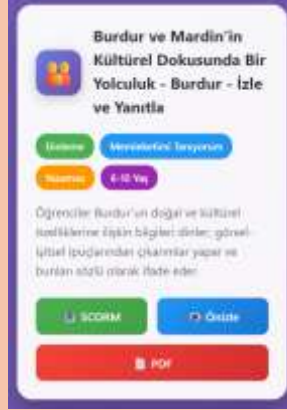 Burdur ve Mardin'in
Kültürel Dokusunda Bir
Yolculuk - Burdur - İzle
ve Yanıtla
Dinleme
Memleketimi Tanıyorum
6-10 Yaş
Öğrenciler Burdur'un doğal ve kültürel
özelliklerine ilişkin bilgileri dinler, görsel-
işitsel ipuçlarından çıkarımlar yapar ve
bunları sözlü olarak ifade eder.
SCORM
Önizle
PDF